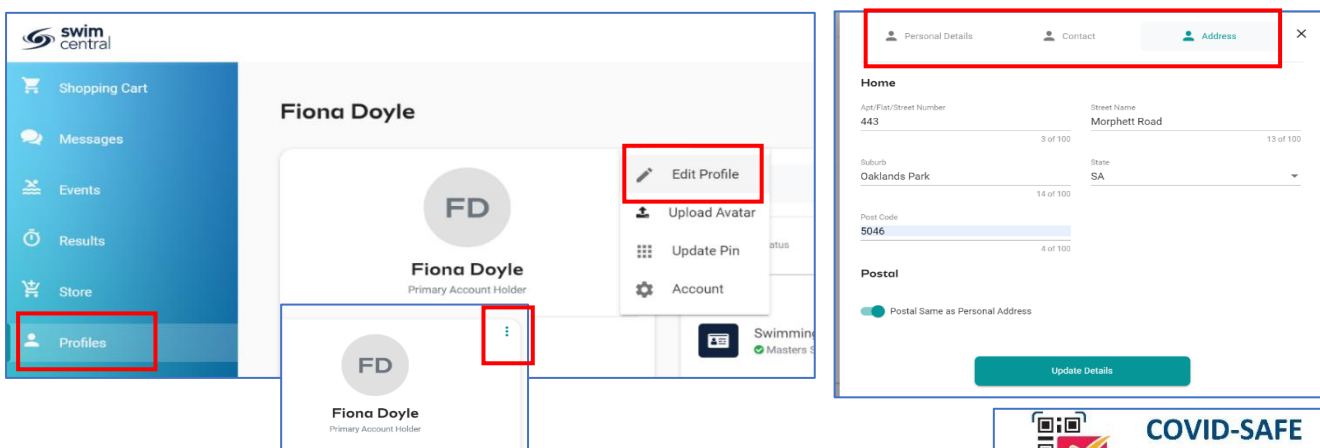 swim
central
Shopping Cart
Messages
Events
Results
Store
Profiles
Fiona Doyle
FD
Fiona Doyle
Primary Account Holder
Edit Profile
Upload Avatar
Update Pin
Account
atus
Swimming
Masters S
FD
Fiona Doyle
Primary Account Holder
Personal Details Contact Address
Home
Apt/Flat/Street Number Street Name
443 Morphett Road
3 of 100 13 of 100
Suburb State
Oaklands Park SA
14 of 100
Post Code
5046
4 of 100
Postal
Postal Same as Personal Address
Update Details
COVID-SAFE